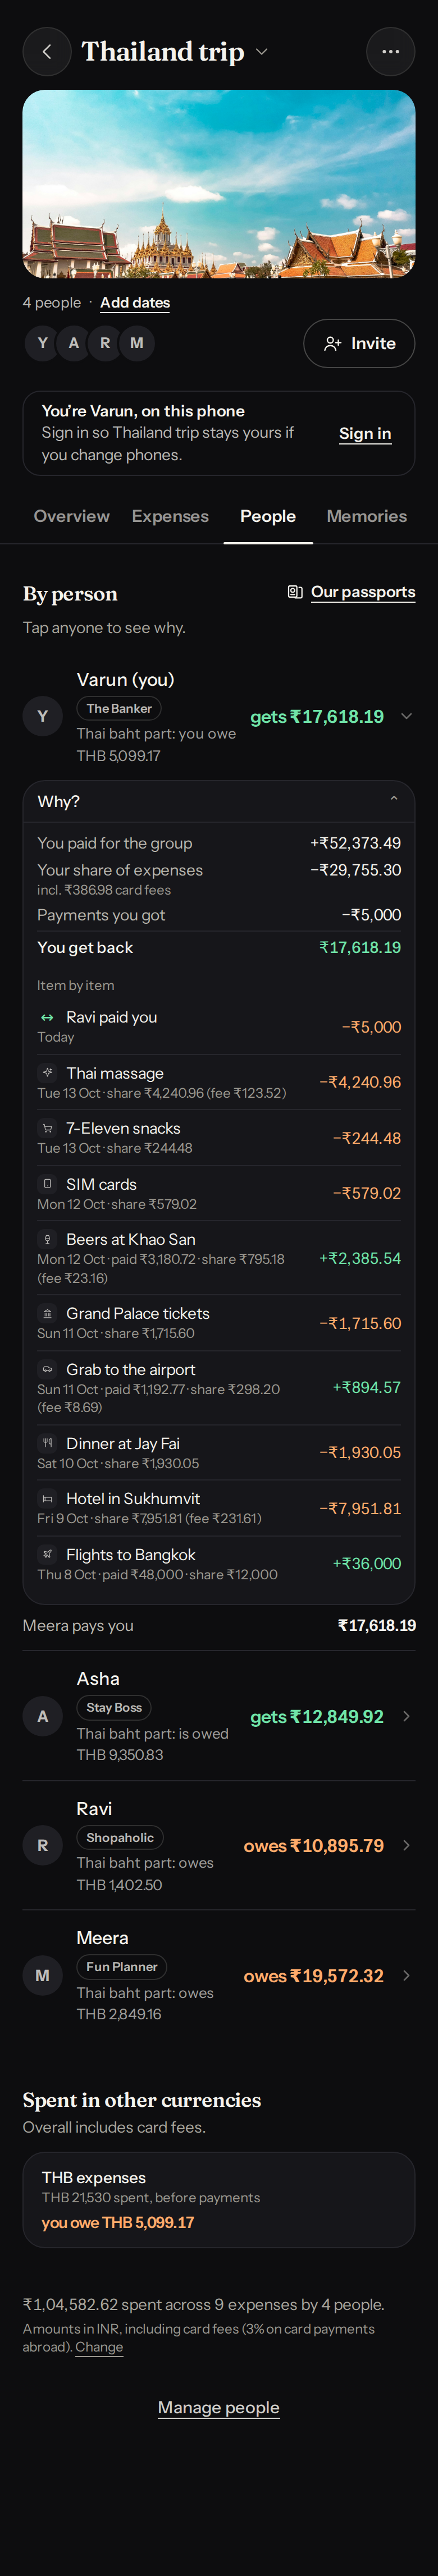 Thailand trip
4 people · Add dates
Y A R M
Invite
You're Varun, on this phone
Sign in so Thailand trip stays yours if
you change phones.
Sign in
Overview Expenses People Memories
By person
Our passports
Tap anyone to see why.
Y
Varun (you)
The Banker
Thai baht part: you owe
THB 5,099.17
gets ₹17,618.19
Why?
You paid for the group +₹52,373.49
Your share of expenses −₹29,755.30
incl. ₹386.98 card fees
Payments you got −₹5,000
You get back ₹17,618.19
Item by item
Ravi paid you −₹5,000
Today
Thai massage −₹4,240.96
Tue 13 Oct · share ₹4,240.96 (fee ₹123.52)
7-Eleven snacks −₹244.48
Tue 13 Oct · share ₹244.48
SIM cards −₹579.02
Mon 12 Oct · share ₹579.02
Beers at Khao San +₹2,385.54
Mon 12 Oct · paid ₹3,180.72 · share ₹795.18
(fee ₹23.16)
Grand Palace tickets −₹1,715.60
Sun 11 Oct · share ₹1,715.60
Grab to the airport +₹894.57
Sun 11 Oct · paid ₹1,192.77 · share ₹298.20
(fee ₹8.69)
Dinner at Jay Fai −₹1,930.05
Sat 10 Oct · share ₹1,930.05
Hotel in Sukhumvit −₹7,951.81
Fri 9 Oct · share ₹7,951.81 (fee ₹231.61)
Flights to Bangkok +₹36,000
Thu 8 Oct · paid ₹48,000 · share ₹12,000
Meera pays you ₹17,618.19
A
Asha
Stay Boss
Thai baht part: is owed
THB 9,350.83
gets ₹12,849.92
R
Ravi
Shopaholic
Thai baht part: owes
THB 1,402.50
owes ₹10,895.79
M
Meera
Fun Planner
Thai baht part: owes
THB 2,849.16
owes ₹19,572.32
Spent in other currencies
Overall includes card fees.
THB expenses
THB 21,530 spent, before payments
you owe THB 5,099.17
₹1,04,582.62 spent across 9 expenses by 4 people.
Amounts in INR, including card fees (3% on card payments
abroad). Change
Manage people